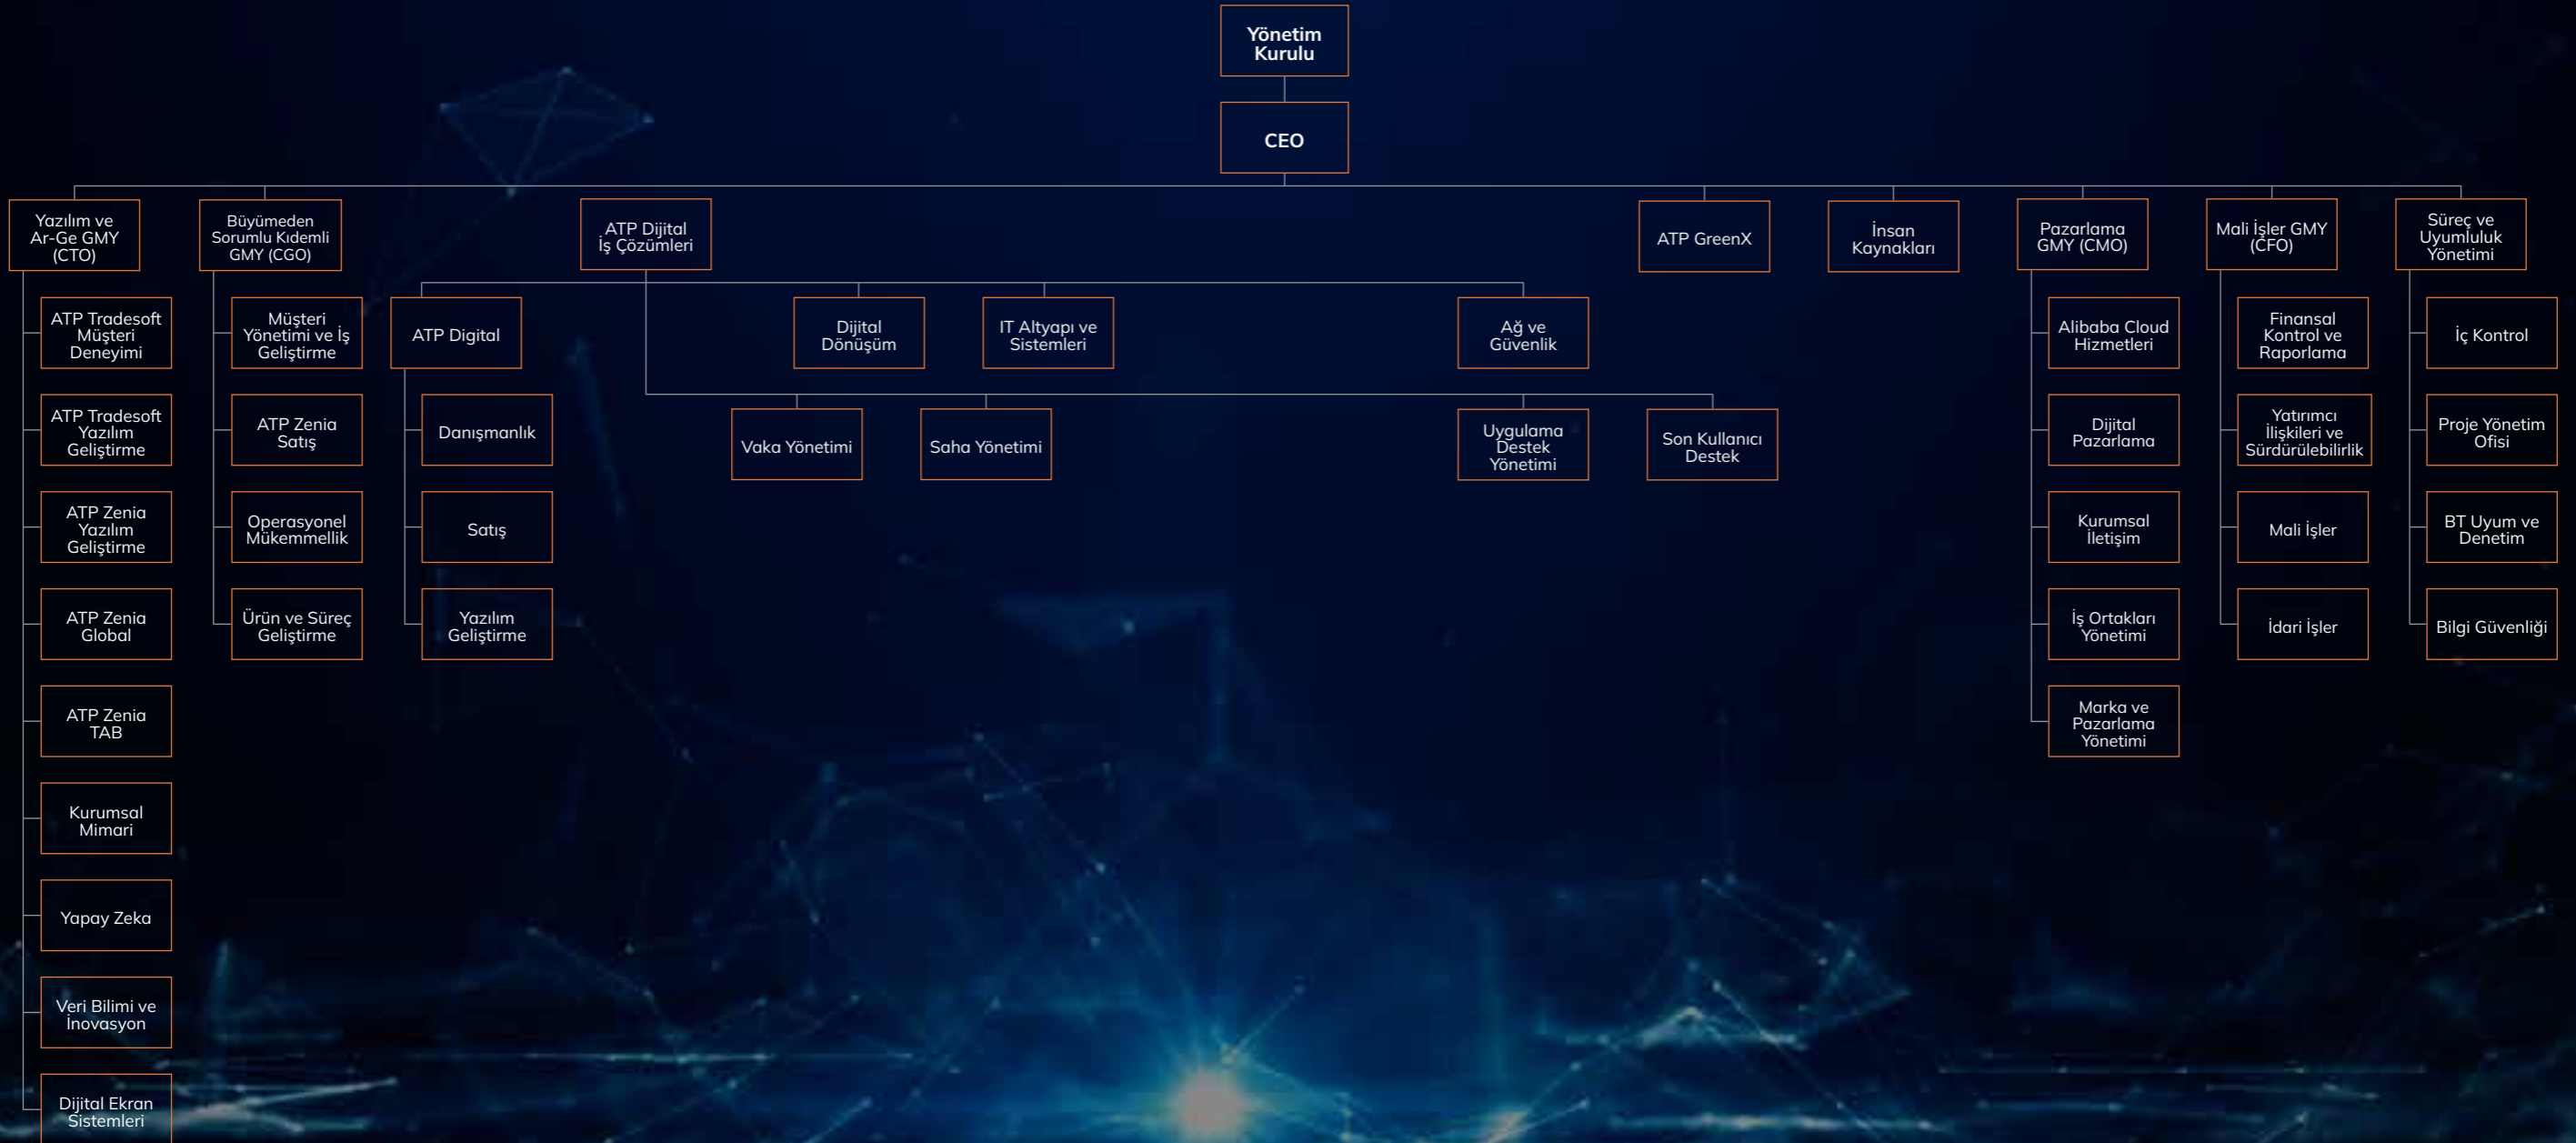 Yönetim
Kurulu
CEO
Yazılım ve
Ar-Ge GMY
(CTO)
Büyümeden
Sorumlu Kıdemli
GMY (CGO)
ATP Dijital
İş Çözümleri
ATP GreenX
İnsan
Kaynakları
Pazarlama
GMY (CMO)
Mali İşler GMY
(CFO)
Süreç ve
Uyumluluk
Yönetimi
ATP Tradesoft
Müşteri
Deneyimi
ATP Tradesoft
Yazılım
Geliştirme
ATP Zenia
Yazılım
Geliştirme
ATP Zenia
Global
ATP Zenia
TAB
Kurumsal
Mimari
Yapay Zeka
Veri Bilimi ve
İnovasyon
Dijital Ekran
Sistemleri
Müşteri
Yönetimi ve İş
Geliştirme
ATP Zenia
Satış
Operasyonel
Mükemmellik
Ürün ve Süreç
Geliştirme
ATP Digital
Danışmanlık
Satış
Yazılım
Geliştirme
Dijital
Dönüşüm
IT Altyapı ve
Sistemleri
Ağ ve
Güvenlik
Vaka Yönetimi
Saha Yönetimi
Uygulama
Destek
Yönetimi
Son Kullanıcı
Destek
Alibaba Cloud
Hizmetleri
Dijital
Pazarlama
Kurumsal
İletişim
İş Ortakları
Yönetimi
Marka ve
Pazarlama
Yönetimi
Finansal
Kontrol ve
Raporlama
Yatırımcı
İlişkileri ve
Sürdürülebilirlik
Mali İşler
İdari İşler
İç Kontrol
Proje Yönetim
Ofisi
BT Uyum ve
Denetim
Bilgi Güvenliği